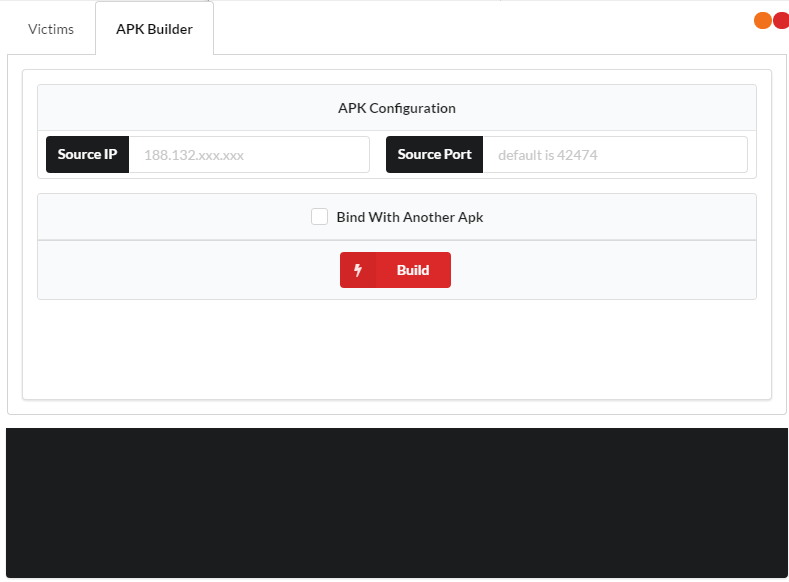 Victims
APK Builder
APK Configuration
Source IP 188.132.xxx.xxx Source Port default is 42474
Bind With Another Apk
Build